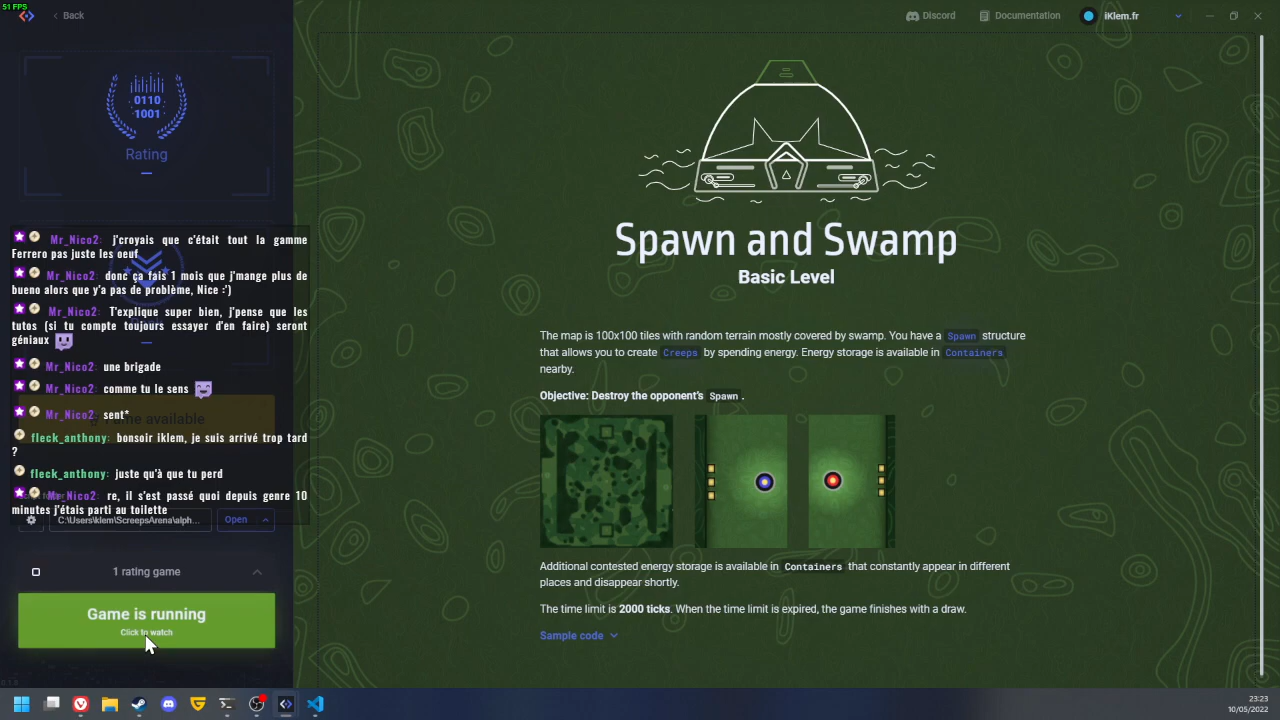 51 FPS
Back
Discord
Documentation
iKlem.fr
0110
1001
Rating
Mr_Nico2: j'croyais que c'était tout la gamme
Ferrero pas juste les oeuf
Mr_Nico2: donc ça fais 1 mois que j'mange plus de
bueno alors que y'a pas de problème, Nice :')
Mr_Nico2: T'explique super bien, j'pense que les
tutos (si tu compte toujours essayer d'en faire) seront
géniaux
Mr_Nico2: une brigade
Mr_Nico2: comme tu le sens
Mr_Nico2: sent*
available
fleck_anthony: bonsoir iklem, je suis arrivé trop tard
?
fleck_anthony: juste qu'à que tu perd
Mr_Nico2: re, il s'est passé quoi depuis genre 10
minutes j'étais parti au toilette
C:\Users\klem\ScreepsArena\alph...
Open
1 rating game
Game is running
Click to watch
Spawn and Swamp
Basic Level
The map is 100x100 tiles with random terrain mostly covered by swamp. You have a Spawn structure
that allows you to create Creeps by spending energy. Energy storage is available in Containers
nearby.
Objective: Destroy the opponent's Spawn .
Additional contested energy storage is available in Containers that constantly appear in different
places and disappear shortly.
The time limit is 2000 ticks. When the time limit is expired, the game finishes with a draw.
Sample code
23:23
10/05/2022